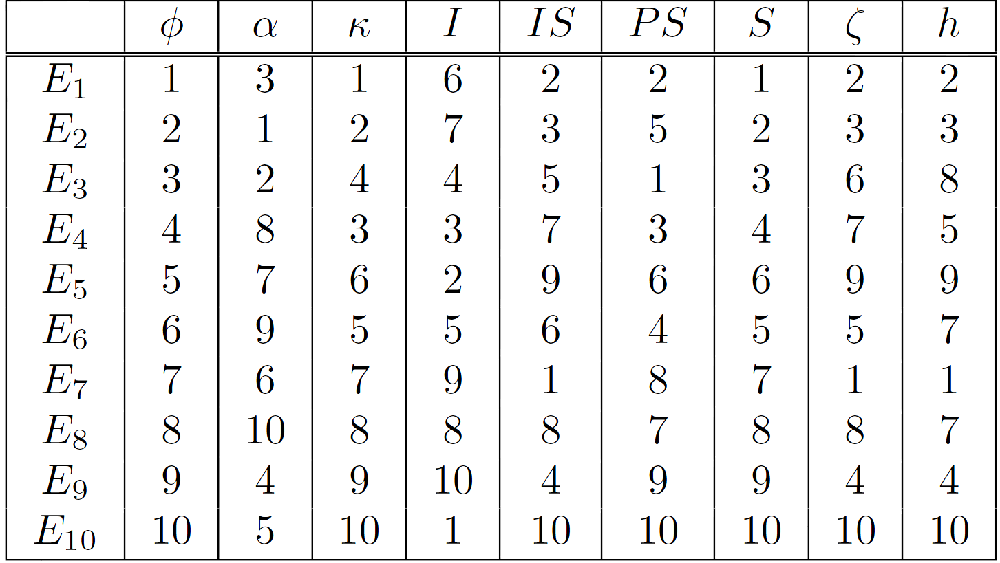 ϕ α κ I IS PS S ζ h
E₁ 1 3 1 6 2 2 1 2 2
E₂ 2 1 2 7 3 5 2 3 3
E₃ 3 2 4 4 5 1 3 6 8
E₄ 4 8 3 3 7 3 4 7 5
E₅ 5 7 6 2 9 6 6 9 9
E₆ 6 9 5 5 6 4 5 5 7
E₇ 7 6 7 9 1 8 7 1 1
E₈ 8 10 8 8 8 7 8 8 7
E₉ 9 4 9 10 4 9 9 4 4
E₁₀ 10 5 10 1 10 10 10 10 10